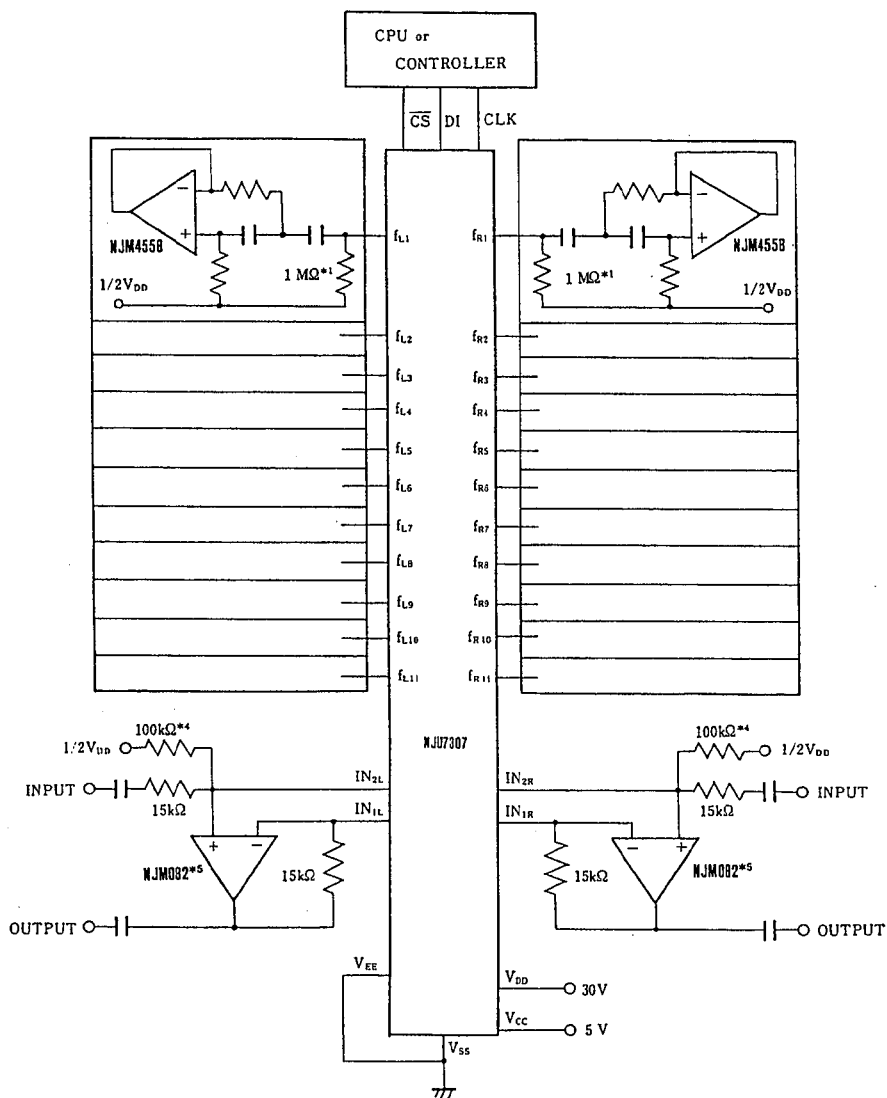 CPU or
CONTROLLER
CS DI CLK
NJM4558
fL1
1 MΩ*1
1/2VDD
fL2
fL3
fL4
fL5
fL6
fL7
fL8
fL9
fL10
fL11
NJM4558
fR1
1 MΩ*1
1/2VDD
fR2
fR3
fR4
fR5
fR6
fR7
fR8
fR9
fR10
fR11
NJU7307
100kΩ*4
1/2VDD
INPUT
15kΩ
IN2L
IN1L
+ −
NJM082*5
15kΩ
OUTPUT
100kΩ*4
1/2VDD
IN2R
15kΩ
INPUT
IN1R
− +
15kΩ
NJM082*5
OUTPUT
VEE
VDD
30V
VCC
5 V
VSS